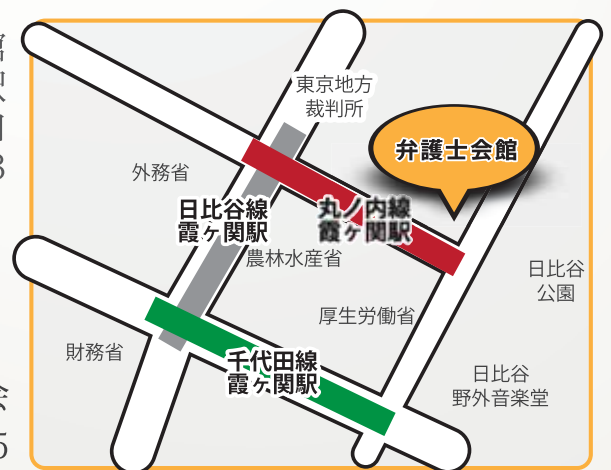 東京地方
裁判所
弁護士会館
外務省
日比谷線
霞ヶ関駅
丸ノ内線
霞ヶ関駅
農林水産省
日比谷
公園
厚生労働省
財務省
千代田線
霞ヶ関駅
日比谷
野外音楽堂